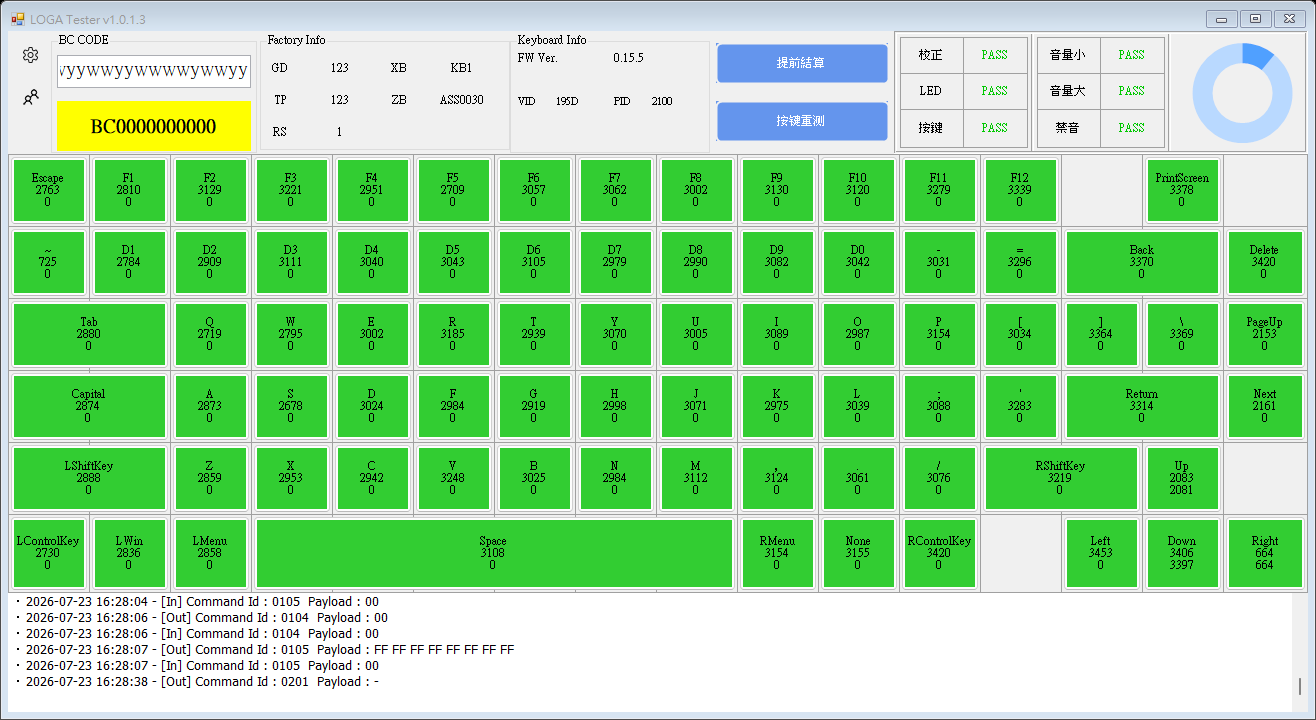 LOGA Tester v1.0.1.3
BC CODE
yyywwyywwwwywwyy
BC0000000000
Factory Info
GD 123 XB KB1
TP 123 ZB ASS0030
RS 1
Keyboard Info
FW Ver. 0.15.5
VID 195D PID 2100
提前結算
按键重测
校正 PASS 音量小 PASS
LED PASS 音量大 PASS
按鍵 PASS 禁音 PASS
Escape F1 F2 F3 F4 F5 F6 F7 F8 F9 F10 F11 F12 PrintScreen
2763 2810 3129 3221 2951 2709 3057 3062 3002 3130 3120 3279 3339 3378
0 0 0 0 0 0 0 0 0 0 0 0 0 0
~ D1 D2 D3 D4 D5 D6 D7 D8 D9 D0 - = Back Delete
725 2784 2909 3111 3040 3043 3105 2979 2990 3082 3042 3031 3296 3370 3420
0 0 0 0 0 0 0 0 0 0 0 0 0 0 0
Tab Q W E R T Y U I O P [ ] \ PageUp
2880 2719 2795 3002 3185 2939 3070 3005 3089 2987 3154 3034 3364 3369 2153
0 0 0 0 0 0 0 0 0 0 0 0 0 0 0
Capital A S D F G H J K L ; ' Return Next
2874 2873 2678 3024 2984 2919 2998 3071 2975 3039 3088 3283 3314 2161
0 0 0 0 0 0 0 0 0 0 0 0 0 0
LShiftKey Z X C V B N M , . / RShiftKey Up
2888 2859 2953 2942 3248 3025 2984 3112 3124 3061 3076 3219 2083
0 0 0 0 0 0 0 0 0 0 0 0 2081
LControlKey LWin LMenu Space RMenu None RControlKey Left Down Right
2730 2836 2858 3108 3154 3155 3420 3453 3406 664
0 0 0 0 0 0 0 0 3397 664
· 2026-07-23 16:28:04 - [In] Command Id : 0105 Payload : 00
· 2026-07-23 16:28:06 - [Out] Command Id : 0104 Payload : 00
· 2026-07-23 16:28:06 - [In] Command Id : 0104 Payload : 00
· 2026-07-23 16:28:07 - [Out] Command Id : 0105 Payload : FF FF FF FF FF FF FF FF
· 2026-07-23 16:28:07 - [In] Command Id : 0105 Payload : 00
· 2026-07-23 16:28:38 - [Out] Command Id : 0201 Payload : -